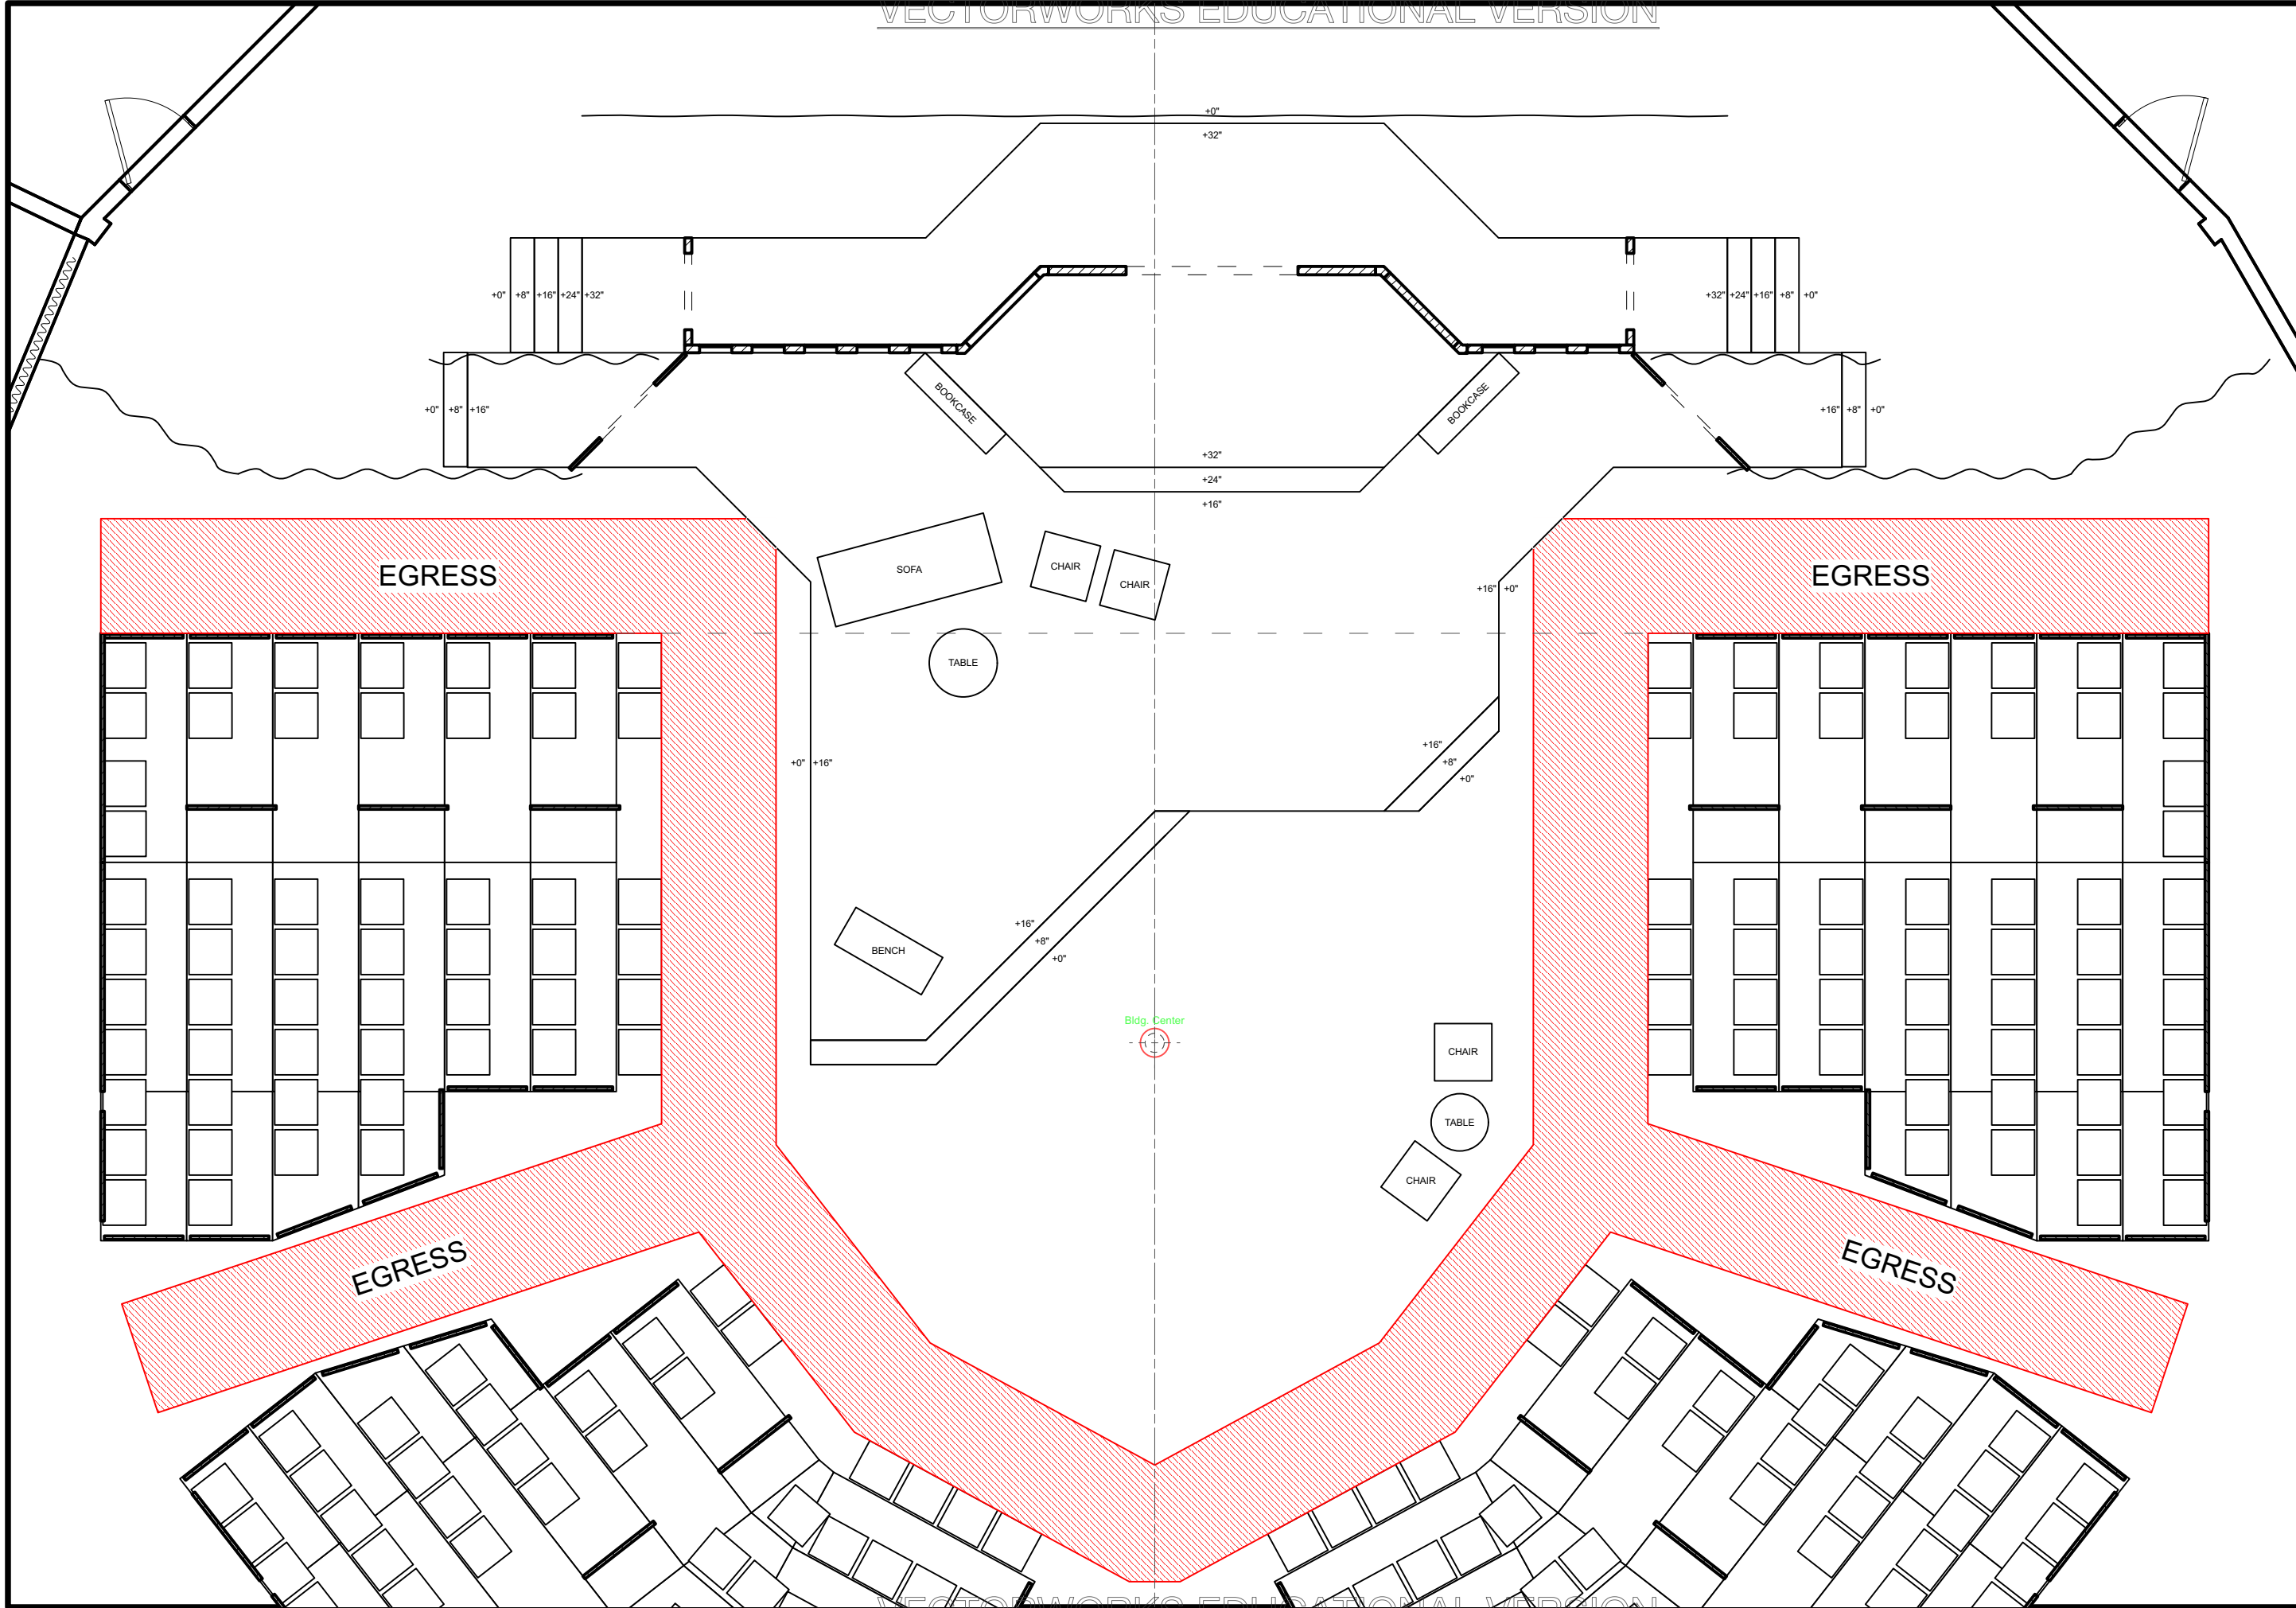 VECTORWORKS EDUCATIONAL VERSION
+0"
+32"
+0" +8" +16" +24" +32"
+32" +24" +16" +8" +0"
+0" +8" +16"
BOOKCASE
BOOKCASE
+16" +8" +0"
+32"
+24"
+16"
EGRESS
SOFA
CHAIR
CHAIR
+16" +0"
EGRESS
TABLE
+0" +16"
+16"
+8"
+0"
+16"
+8"
+0"
BENCH
Bldg. Center
CHAIR
TABLE
CHAIR
EGRESS
EGRESS
VECTORWORKS EDUCATIONAL VERSION